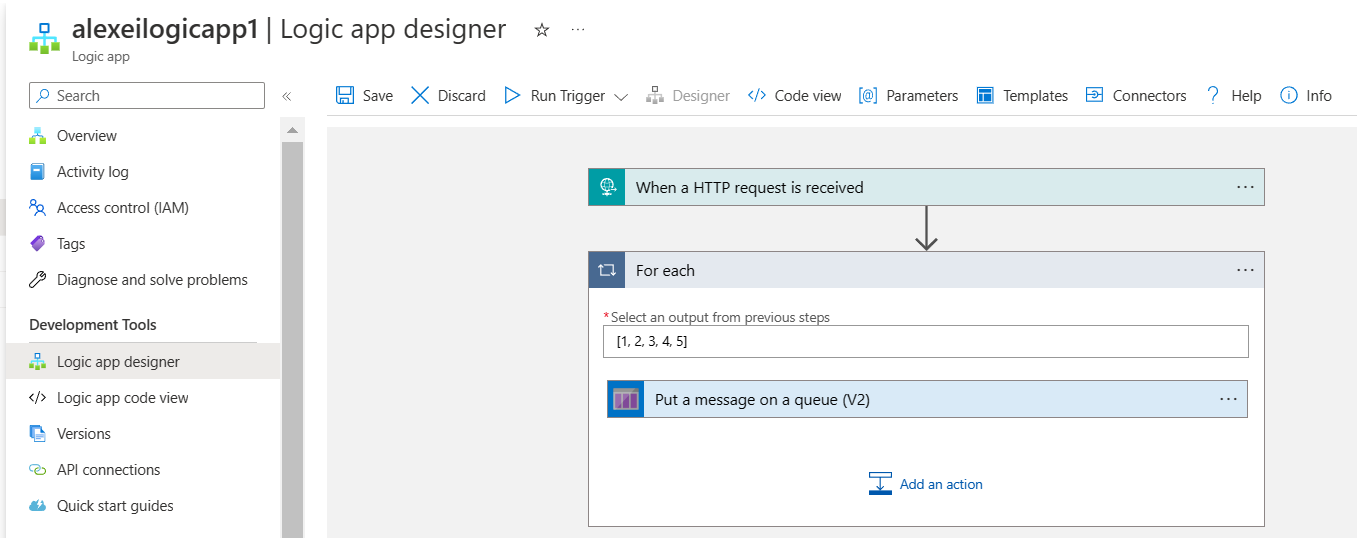 alexeilogicapp1 | Logic app designer
Logic app
Search
Save Discard Run Trigger Designer Code view Parameters Templates Connectors Help Info
Overview
Activity log
Access control (IAM)
Tags
Diagnose and solve problems
Development Tools
Logic app designer
Logic app code view
Versions
API connections
Quick start guides
When a HTTP request is received
For each
*Select an output from previous steps
[1, 2, 3, 4, 5]
Put a message on a queue (V2)
Add an action